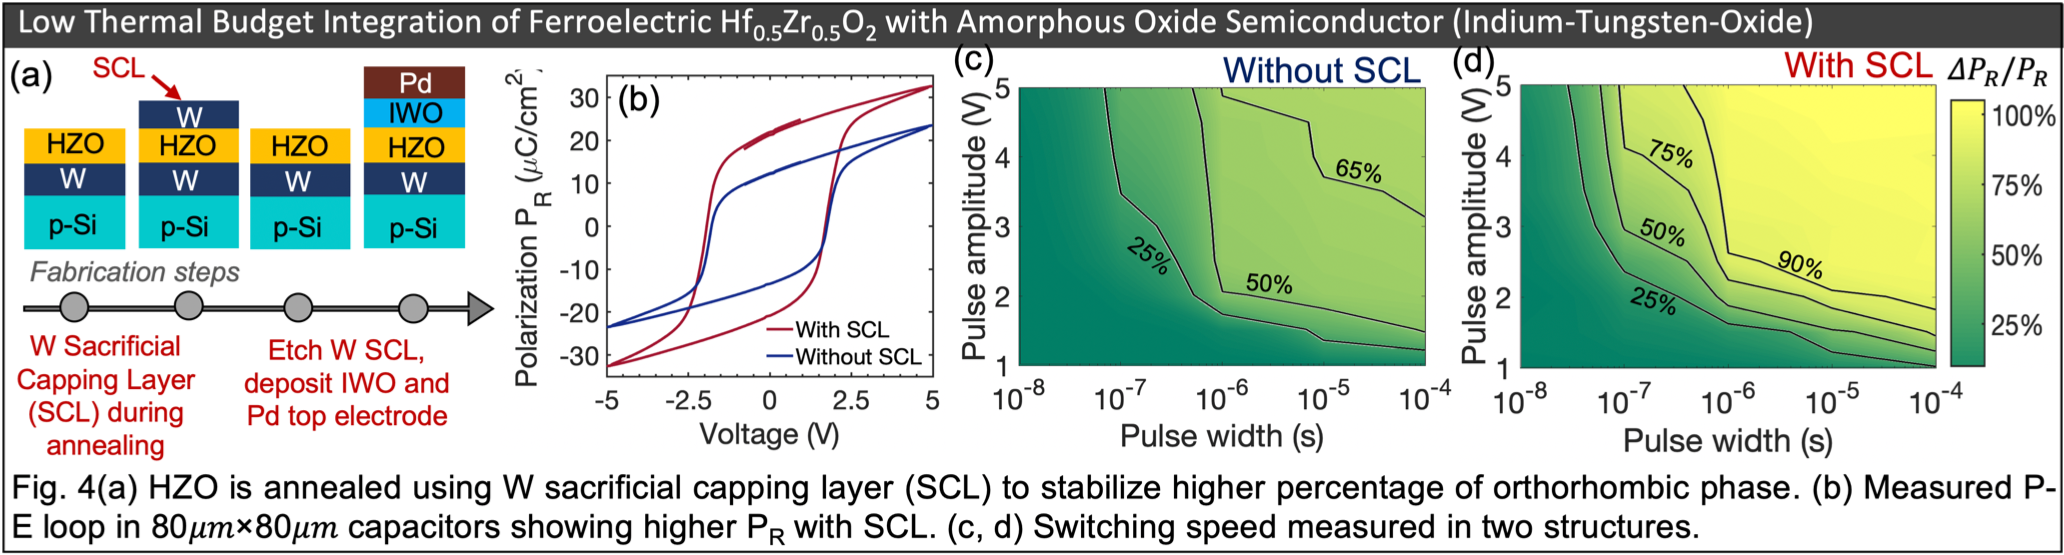 Low Thermal Budget Integration of Ferroelectric Hf0.5Zr0.5O2 with Amorphous Oxide Semiconductor (Indium-Tungsten-Oxide)
(a)
SCL
HZO
W
p-Si
W
HZO
W
p-Si
HZO
W
p-Si
Pd
IWO
HZO
W
p-Si
Fabrication steps
W Sacrificial
Capping Layer
(SCL) during
annealing
Etch W SCL,
deposit IWO and
Pd top electrode
(b)
Polarization PR (μC/cm2)
30
20
10
0
-10
-20
-30
With SCL
Without SCL
-5
-2.5
0
2.5
5
Voltage (V)
(c)
Without SCL
Pulse amplitude (V)
5
4
3
2
1
65%
25%
50%
10-8
10-7
10-6
10-5
10-4
Pulse width (s)
(d)
With SCL
ΔPR/PR
Pulse amplitude (V)
5
4
3
2
1
75%
50%
90%
25%
10-8
10-7
10-6
10-5
10-4
Pulse width (s)
100%
75%
50%
25%
Fig. 4(a) HZO is annealed using W sacrificial capping layer (SCL) to stabilize higher percentage of orthorhombic phase. (b) Measured P-
E loop in 80μm×80μm capacitors showing higher PR with SCL. (c, d) Switching speed measured in two structures.